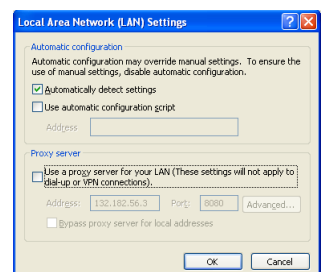 Local Area Network (LAN) Settings
Automatic configuration
Automatic configuration may override manual settings. To ensure the
use of manual settings, disable automatic configuration.
Automatically detect settings
Use automatic configuration script
Address
Proxy server
Use a proxy server for your LAN (These settings will not apply to
dial-up or VPN connections).
Address: 132.182.56.3 Port: 8080 Advanced...
Bypass proxy server for local addresses
OK Cancel